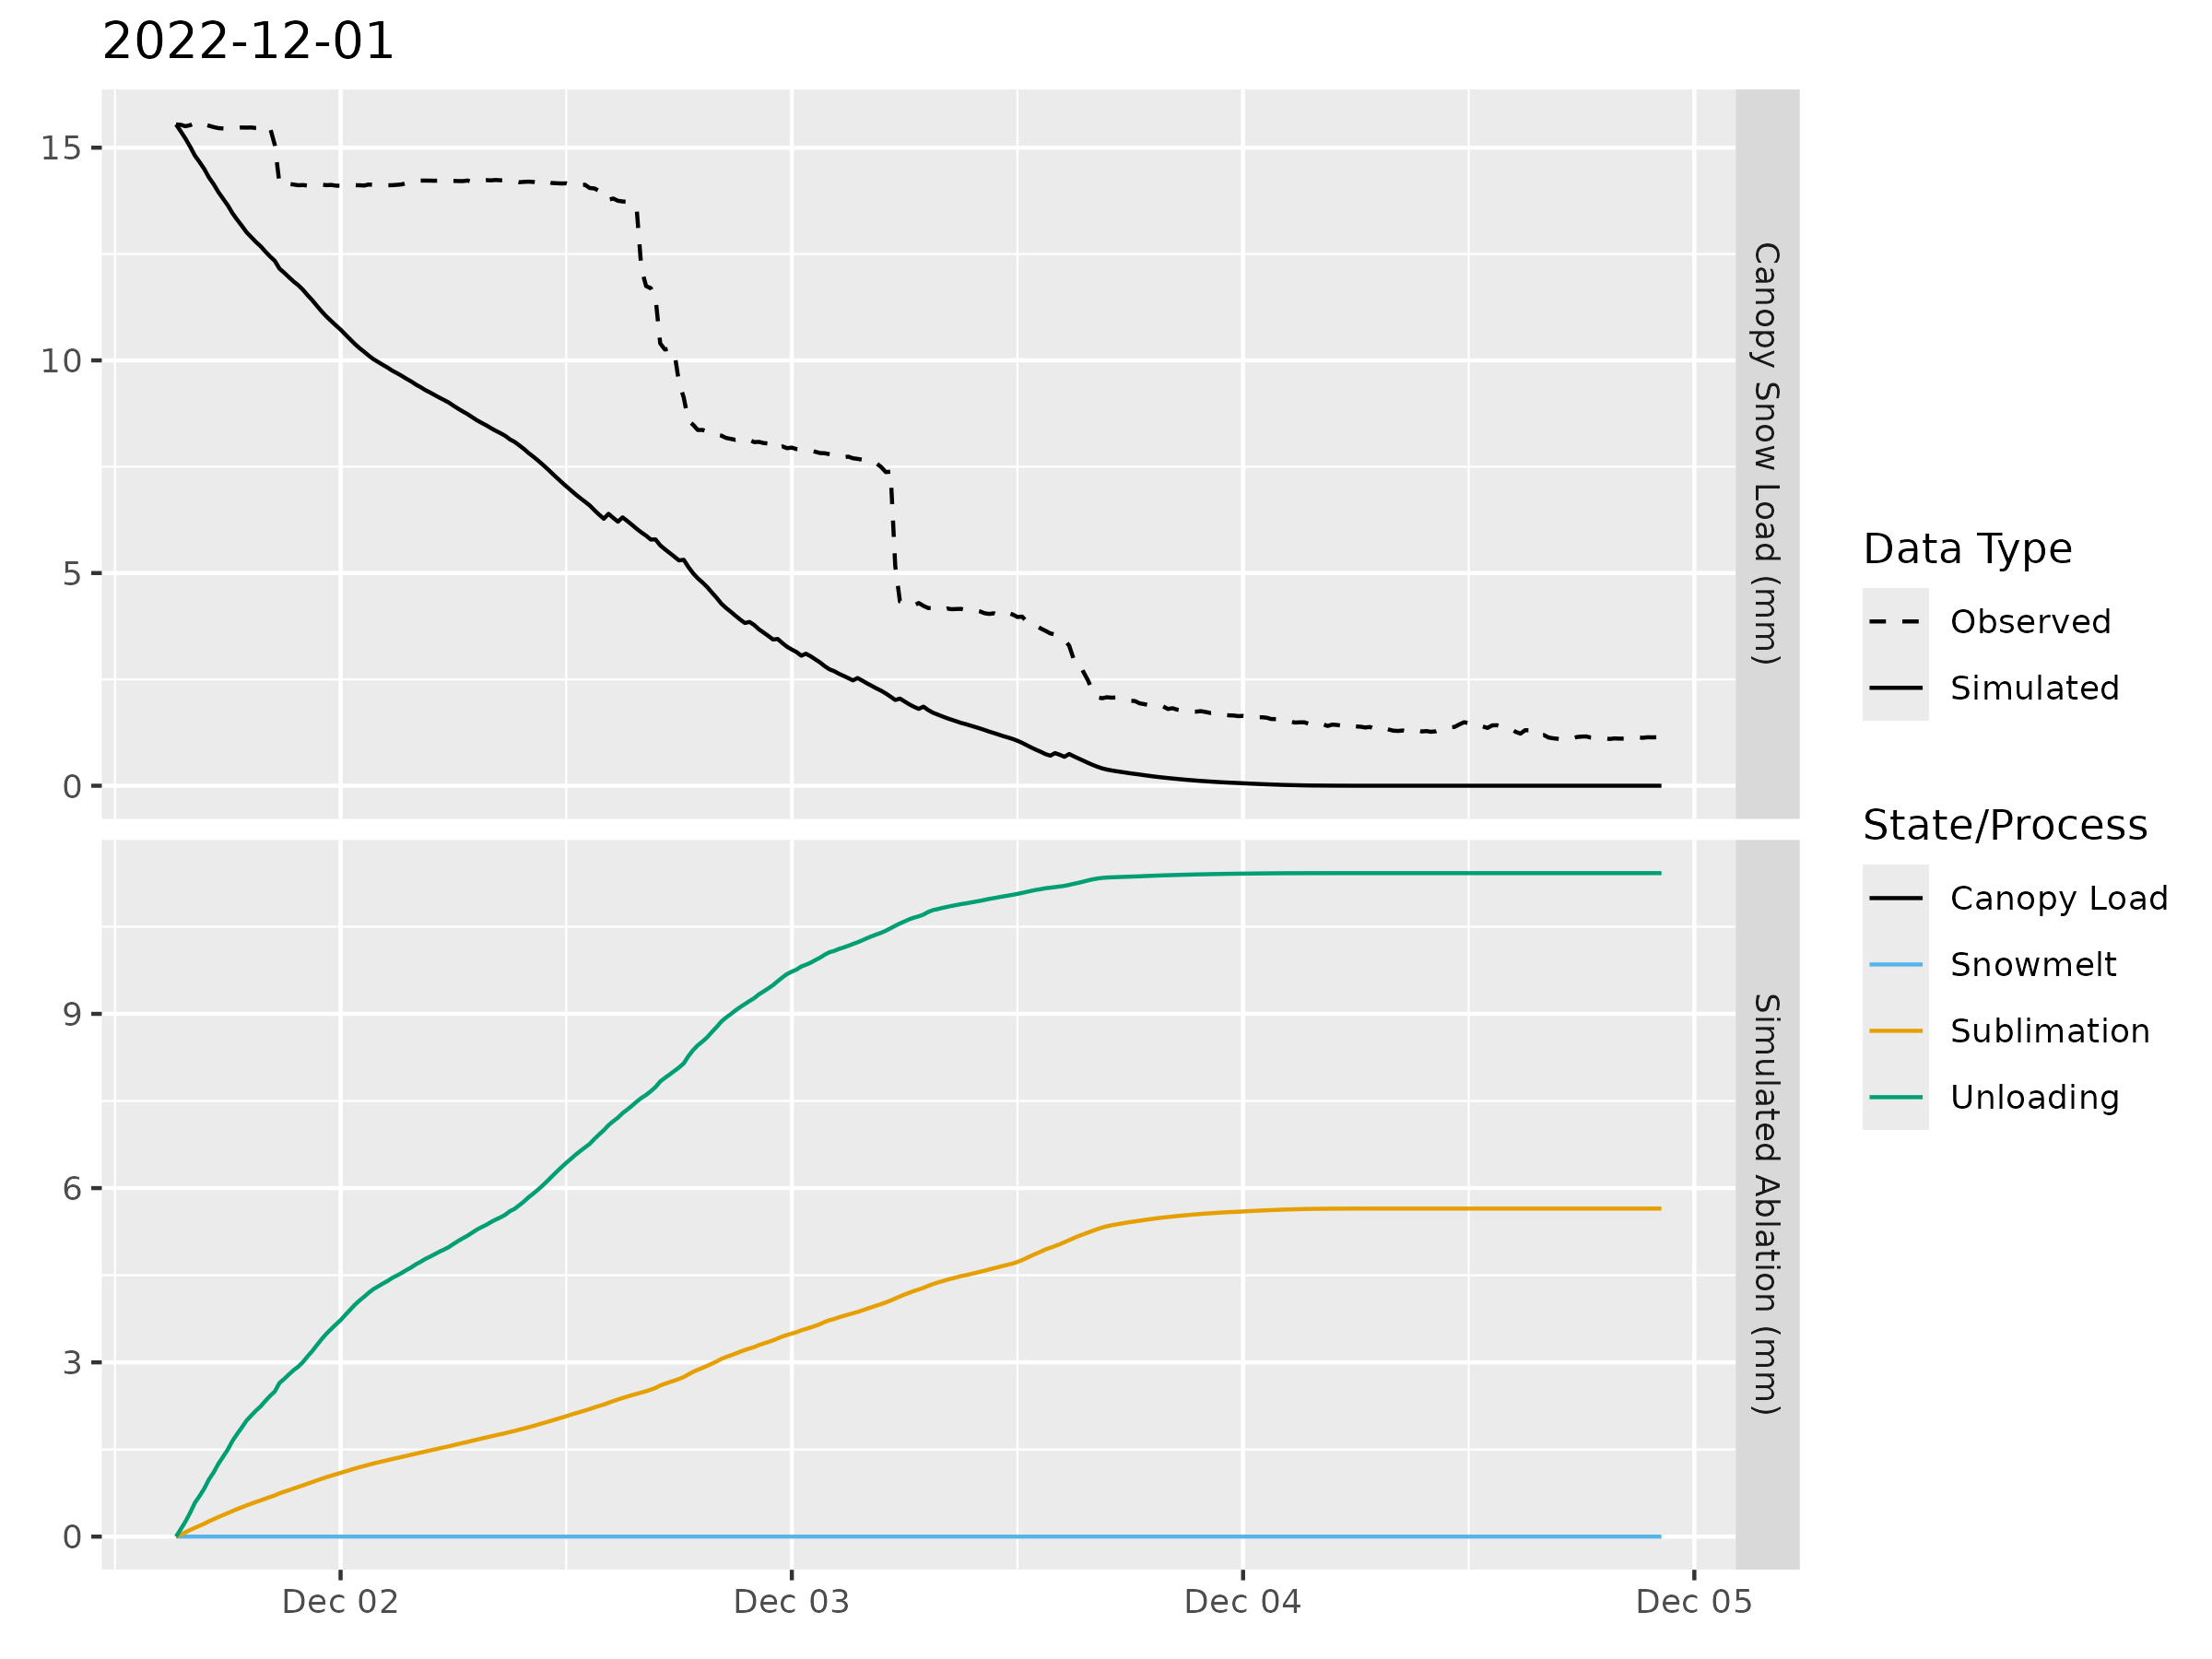 2022-12-01
15
10
5
0
Canopy Snow Load (mm)
9
6
3
0
Simulated Ablation (mm)
Dec 02
Dec 03
Dec 04
Dec 05
Data Type
Observed
Simulated
State/Process
Canopy Load
Snowmelt
Sublimation
Unloading